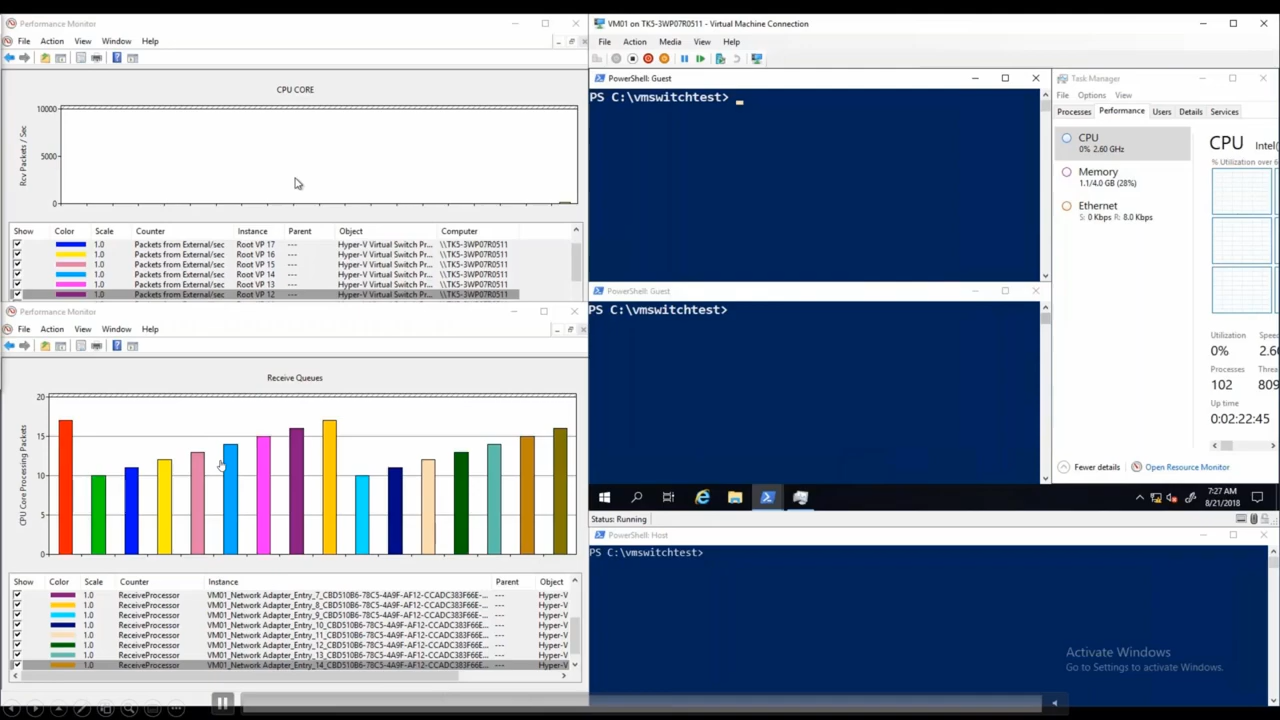 Performance Monitor
File Action View Window Help
CPU CORE
Rcv Packets / Sec
10000
5000
0
Show Color Scale Counter Instance Parent Object Computer
1.0 Packets from External/sec Root VP 17 --- Hyper-V Virtual Switch Pr... \\TK5-3WP07R0511
1.0 Packets from External/sec Root VP 16 --- Hyper-V Virtual Switch Pr... \\TK5-3WP07R0511
1.0 Packets from External/sec Root VP 15 --- Hyper-V Virtual Switch Pr... \\TK5-3WP07R0511
1.0 Packets from External/sec Root VP 14 --- Hyper-V Virtual Switch Pr... \\TK5-3WP07R0511
1.0 Packets from External/sec Root VP 13 --- Hyper-V Virtual Switch Pr... \\TK5-3WP07R0511
1.0 Packets from External/sec Root VP 12 --- Hyper-V Virtual Switch Pr... \\TK5-3WP07R0511
Performance Monitor
File Action View Window Help
Receive Queues
CPU Core Processing Packets
20
15
10
5
0
Show Color Scale Counter Instance Parent Object
1.0 ReceiveProcessor VM01_Network Adapter_Entry_7_CBD510B6-78C5-4A9F-AF12-CCADC383F66E-... --- Hyper-V
1.0 ReceiveProcessor VM01_Network Adapter_Entry_8_CBD510B6-78C5-4A9F-AF12-CCADC383F66E-... --- Hyper-V
1.0 ReceiveProcessor VM01_Network Adapter_Entry_9_CBD510B6-78C5-4A9F-AF12-CCADC383F66E-... --- Hyper-V
1.0 ReceiveProcessor VM01_Network Adapter_Entry_10_CBD510B6-78C5-4A9F-AF12-CCADC383F66E... --- Hyper-V
1.0 ReceiveProcessor VM01_Network Adapter_Entry_11_CBD510B6-78C5-4A9F-AF12-CCADC383F66E... --- Hyper-V
1.0 ReceiveProcessor VM01_Network Adapter_Entry_12_CBD510B6-78C5-4A9F-AF12-CCADC383F66E... --- Hyper-V
1.0 ReceiveProcessor VM01_Network Adapter_Entry_13_CBD510B6-78C5-4A9F-AF12-CCADC383F66E... --- Hyper-V
1.0 ReceiveProcessor VM01_Network Adapter_Entry_14_CBD510B6-78C5-4A9F-AF12-CCADC383F66E... --- Hyper-V
VM01 on TK5-3WP07R0511 - Virtual Machine Connection
File Action Media View Help
PowerShell: Guest
PS C:\vmswitchtest>
PowerShell: Guest
PS C:\vmswitchtest>
Task Manager
File Options View
Processes Performance Users Details Services
CPU
0% 2.60 GHz
Memory
1.1/4.0 GB (28%)
Ethernet
S: 0 Kbps R: 8.0 Kbps
CPU Intel(
% Utilization over 6
Utilization Spee
0% 2.6
Processes Threa
102 809
Up time
0:02:22:45
Fewer details Open Resource Monitor
7:27 AM
8/21/2018
Status: Running
PowerShell: Host
PS C:\vmswitchtest>
Activate Windows
Go to Settings to activate Windows.